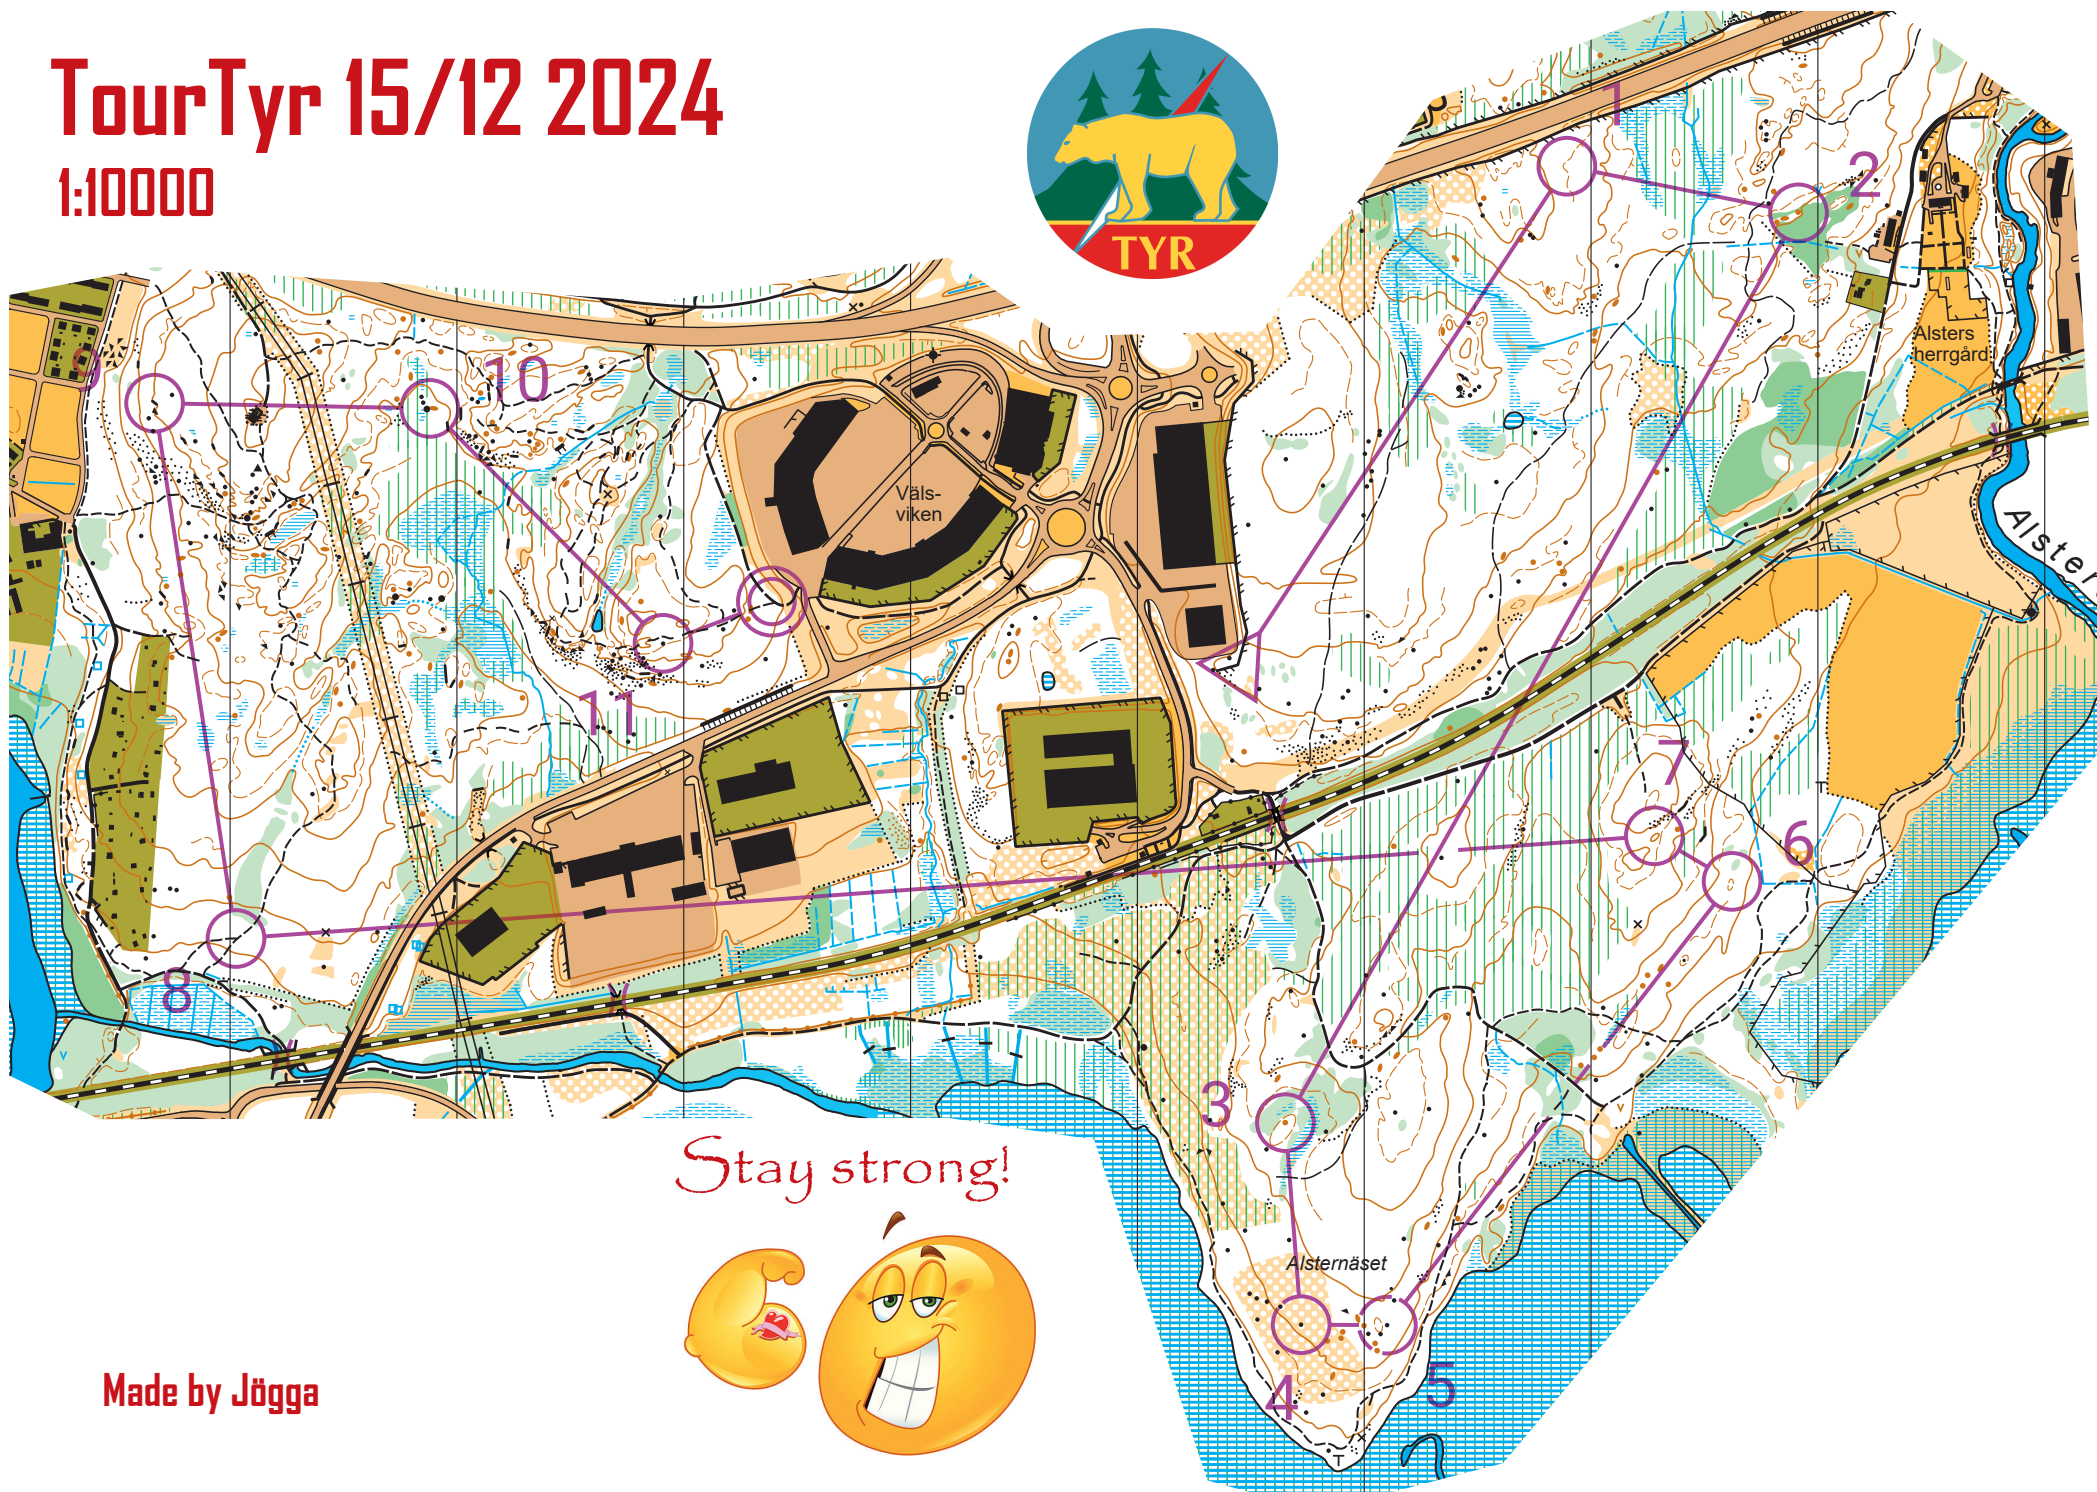 TourTyr 15/12 2024
1:10000
TYR
1
2
Alsters
herrgård
9
10
Väls-
viken
Alster
11
7
6
8
3
Stay strong!
Alsternäset
4
5
Made by Jögga